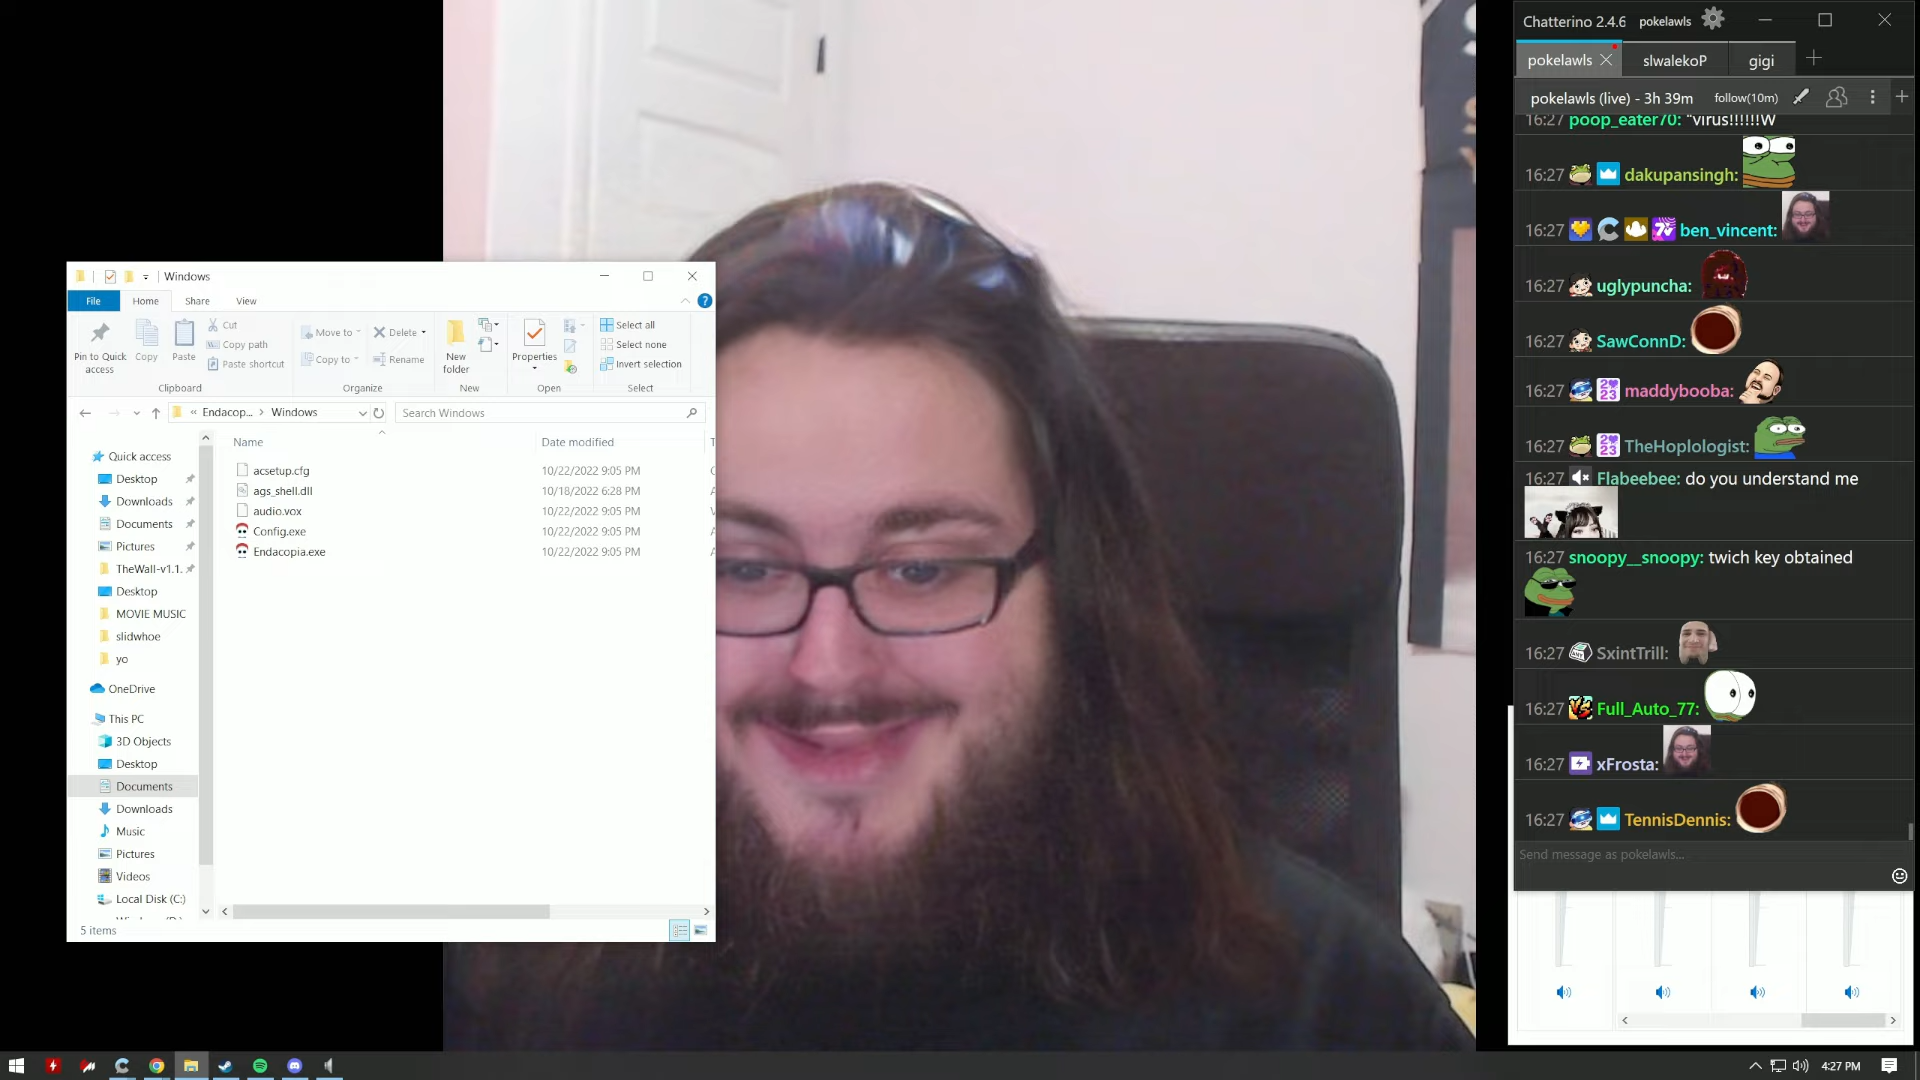 Windows
File
Home
Share
View
Pin to Quick access
Copy
Paste
Cut
Copy path
Paste shortcut
Clipboard
Move to
Copy to
Delete
Rename
Organize
New folder
New
Properties
Open
Select all
Select none
Invert selection
Select
« Endacop... > Windows
Search Windows
Name
Date modified
Quick access
Desktop
Downloads
Documents
Pictures
TheWall-v1.1.
Desktop
MOVIE MUSIC
slidwhoe
yo
OneDrive
This PC
3D Objects
Desktop
Documents
Downloads
Music
Pictures
Videos
Local Disk (C:)
acsetup.cfg 10/22/2022 9:05 PM
ags_shell.dll 10/18/2022 6:28 PM
audio.vox 10/22/2022 9:05 PM
Config.exe 10/22/2022 9:05 PM
Endacopia.exe 10/22/2022 9:05 PM
5 items
Chatterino 2.4.6 pokelawls
pokelawls
slwalekoP
gigi
pokelawls (live) - 3h 39m follow(10m)
16:27 poop_eater70: "virus!!!!!!W
16:27 dakupansingh:
16:27 ben_vincent:
16:27 uglypuncha:
16:27 SawConnD:
16:27 maddybooba:
16:27 TheHoplologist:
16:27 Flabeebee: do you understand me
16:27 snoopy__snoopy: twich key obtained
16:27 SxintTrill:
16:27 Full_Auto_77:
16:27 xFrosta:
16:27 TennisDennis:
Send message as pokelawls...
4:27 PM